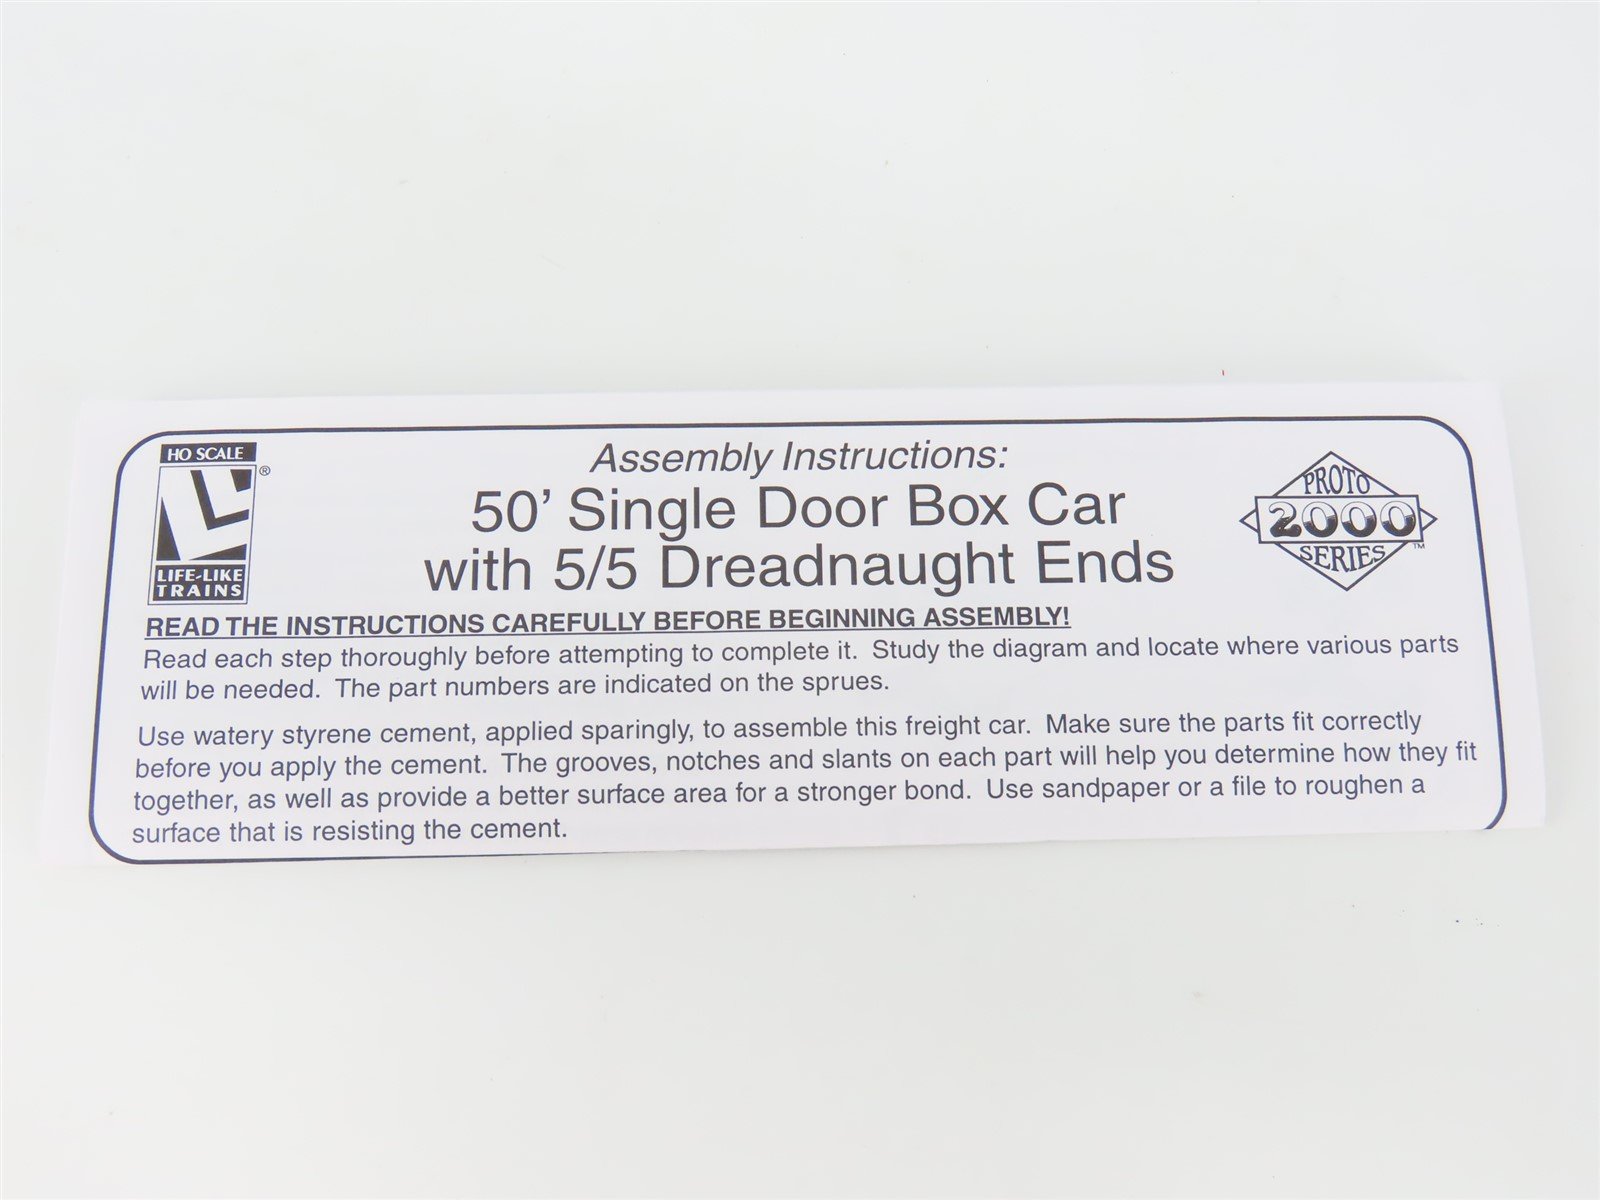 HO SCALE
®
LIFE-LIKE
TRAINS
Assembly Instructions:
50' Single Door Box Car
with 5/5 Dreadnaught Ends
PROTO
2000
SERIES
™
READ THE INSTRUCTIONS CAREFULLY BEFORE BEGINNING ASSEMBLY!
Read each step thoroughly before attempting to complete it. Study the diagram and locate where various parts
will be needed. The part numbers are indicated on the sprues.
Use watery styrene cement, applied sparingly, to assemble this freight car. Make sure the parts fit correctly
before you apply the cement. The grooves, notches and slants on each part will help you determine how they fit
together, as well as provide a better surface area for a stronger bond. Use sandpaper or a file to roughen a
surface that is resisting the cement.